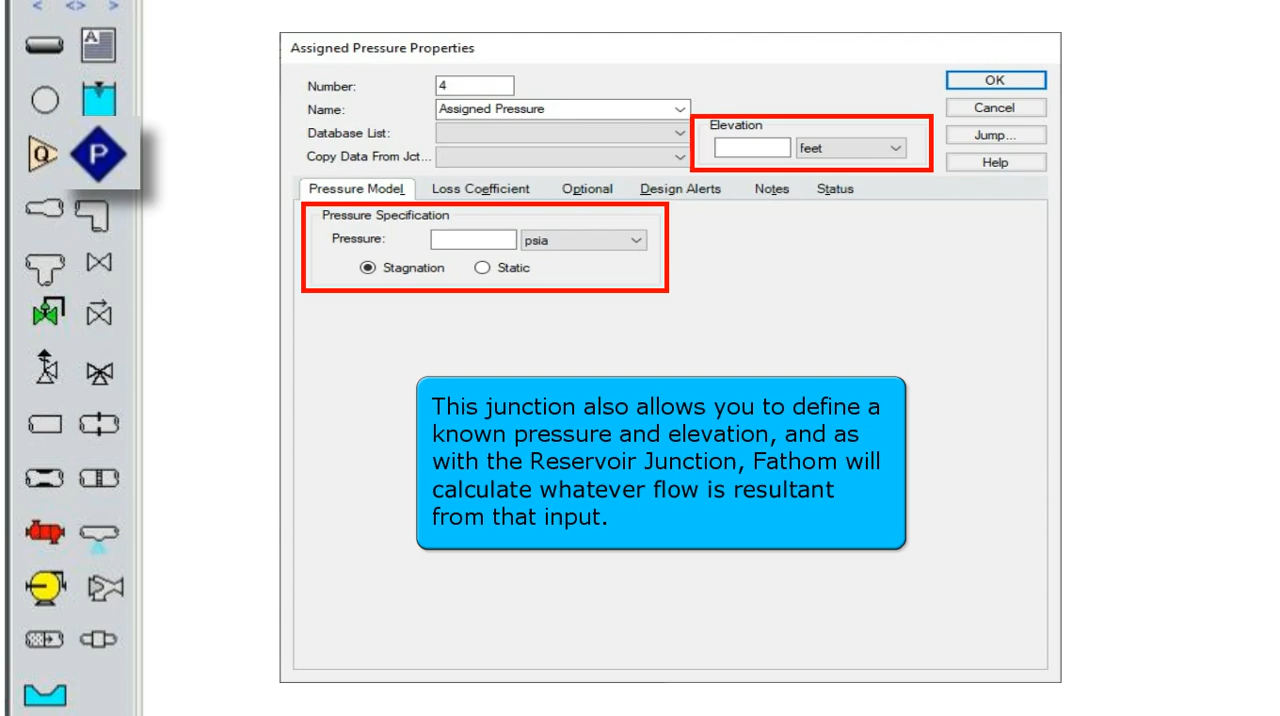 < <> >
A
Q
P
Assigned Pressure Properties
Number: 4
Name: Assigned Pressure
Database List:
Copy Data From Jct...
Elevation
feet
OK
Cancel
Jump...
Help
Pressure Model Loss Coefficient Optional Design Alerts Notes Status
Pressure Specification
Pressure: psia
Stagnation Static
This junction also allows you to define a
known pressure and elevation, and as
with the Reservoir Junction, Fathom will
calculate whatever flow is resultant
from that input.